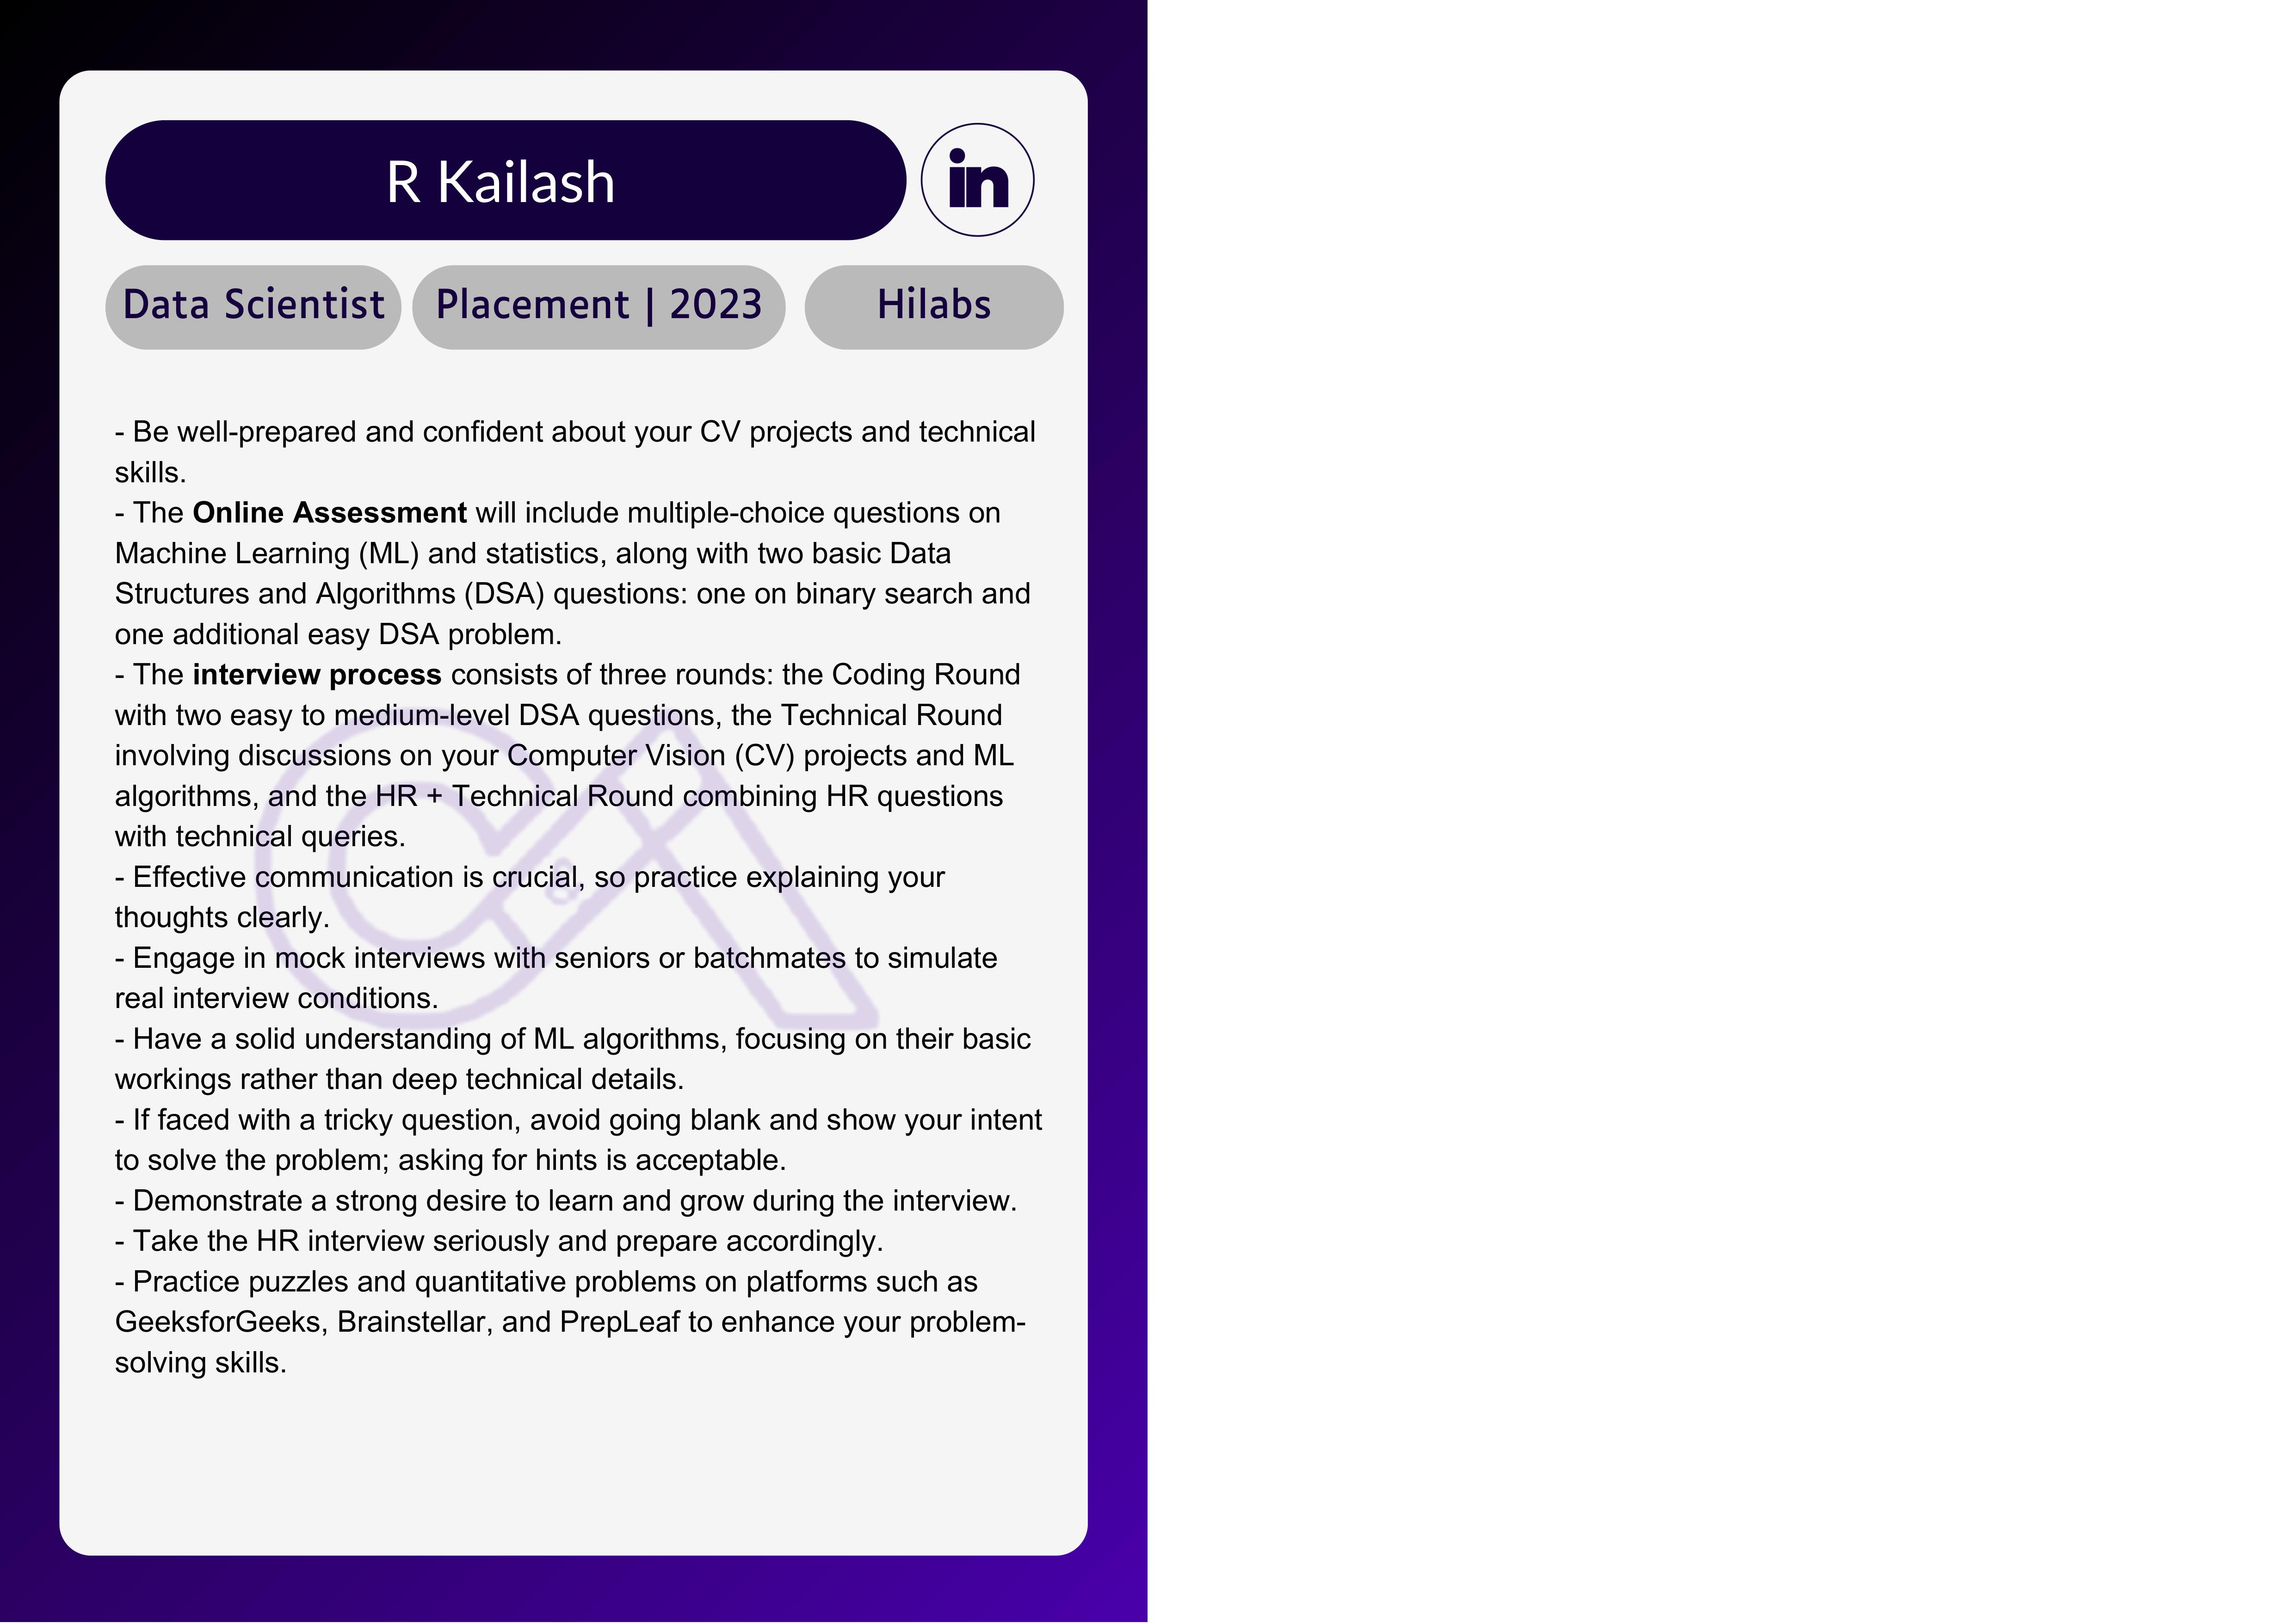 R Kailash
in
Data Scientist
Placement | 2023
Hilabs
- Be well-prepared and confident about your CV projects and technical
skills.
- The Online Assessment will include multiple-choice questions on
Machine Learning (ML) and statistics, along with two basic Data
Structures and Algorithms (DSA) questions: one on binary search and
one additional easy DSA problem.
- The interview process consists of three rounds: the Coding Round
with two easy to medium-level DSA questions, the Technical Round
involving discussions on your Computer Vision (CV) projects and ML
algorithms, and the HR + Technical Round combining HR questions
with technical queries.
- Effective communication is crucial, so practice explaining your
thoughts clearly.
- Engage in mock interviews with seniors or batchmates to simulate
real interview conditions.
- Have a solid understanding of ML algorithms, focusing on their basic
workings rather than deep technical details.
- If faced with a tricky question, avoid going blank and show your intent
to solve the problem; asking for hints is acceptable.
- Demonstrate a strong desire to learn and grow during the interview.
- Take the HR interview seriously and prepare accordingly.
- Practice puzzles and quantitative problems on platforms such as
GeeksforGeeks, Brainstellar, and PrepLeaf to enhance your problem-
solving skills.